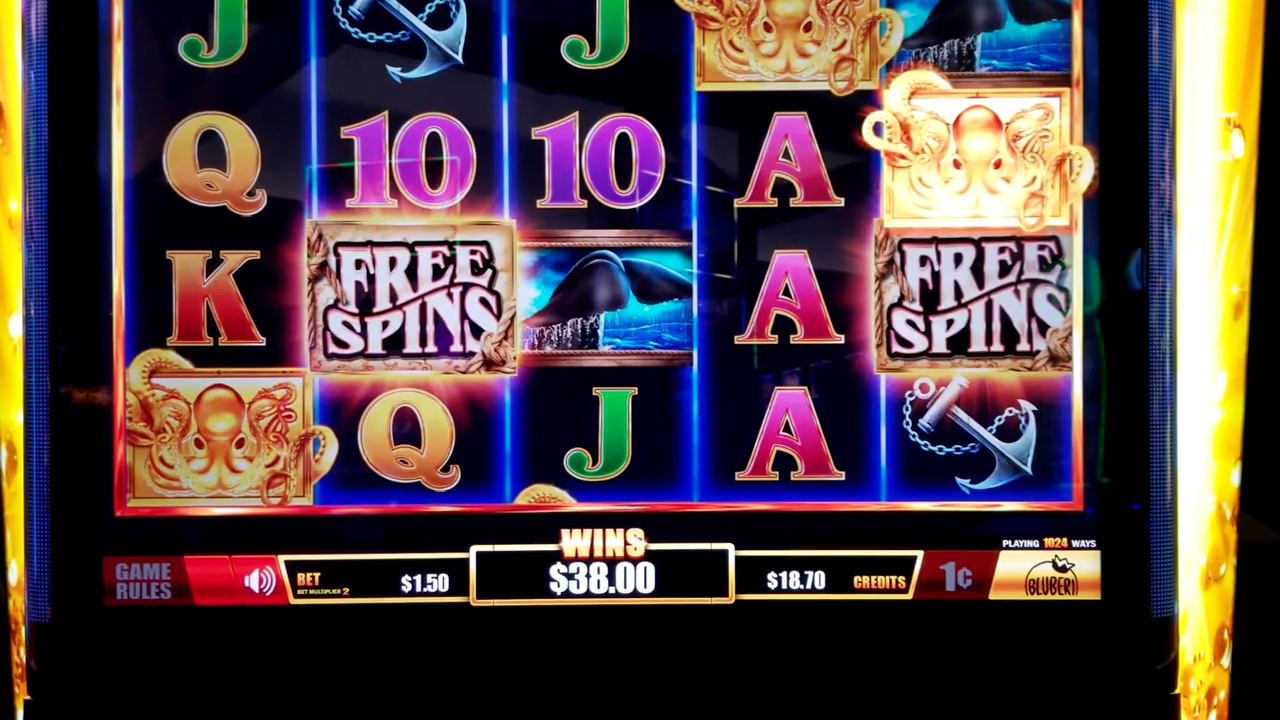 J J
Q 10 10 A
K FREE SPINS A FREE SPINS
Q J A
PLAYING 1024 WAYS
GAME RULES
BET $1.50
BET MULTIPLIER 2
WINS
$38.00
$18.70 CREDITS
1¢
BLUBERI